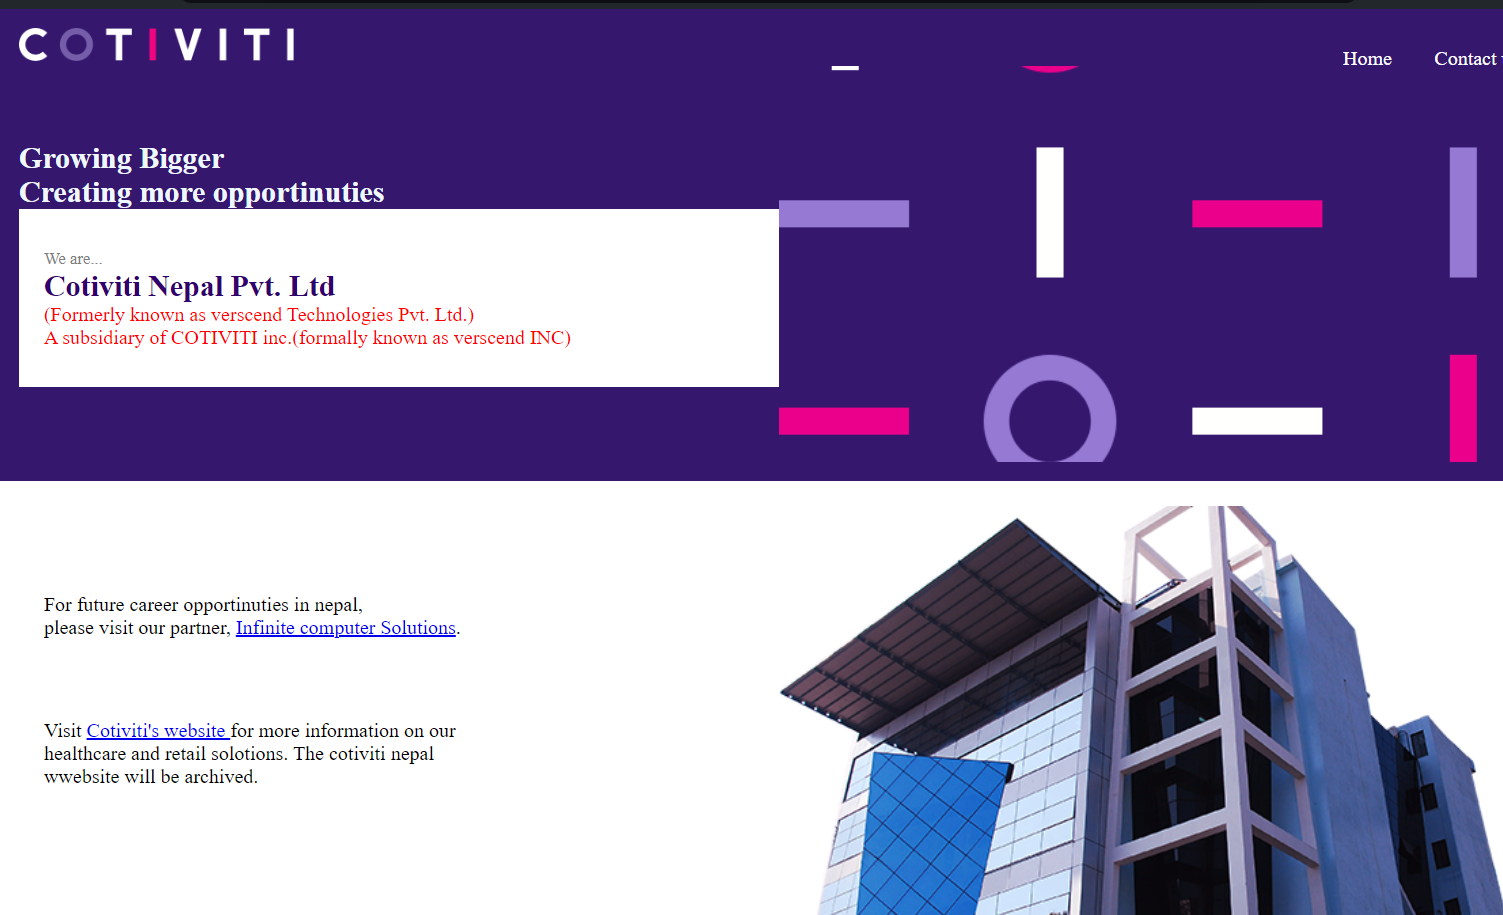 COTIVITI
Home Contact
Growing Bigger
Creating more opportinuties
We are...
Cotiviti Nepal Pvt. Ltd
(Formerly known as verscend Technologies Pvt. Ltd.)
A subsidiary of COTIVITI inc.(formally known as verscend INC)
For future career opportinuties in nepal,
please visit our partner, Infinite computer Solutions.
Visit Cotiviti's website for more information on our
healthcare and retail solotions. The cotiviti nepal
wwebsite will be archived.